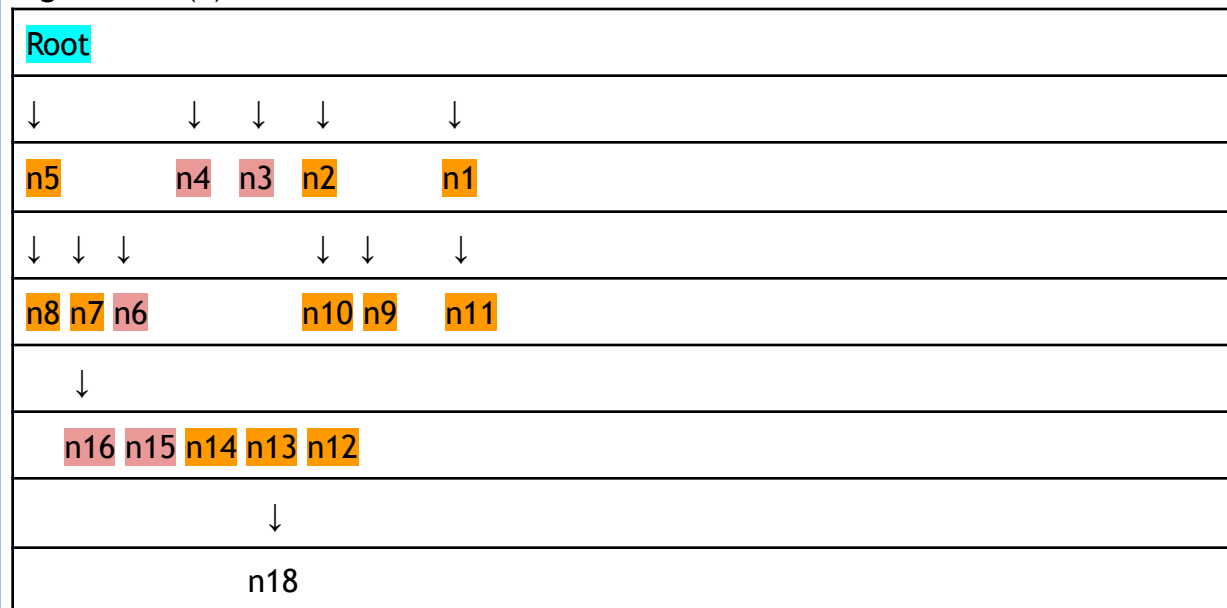 Root
↓ ↓ ↓ ↓ ↓
n5 n4 n3 n2 n1
↓ ↓ ↓ ↓ ↓ ↓
n8 n7 n6 n10 n9 n11
↓
n16 n15 n14 n13 n12
↓
n18